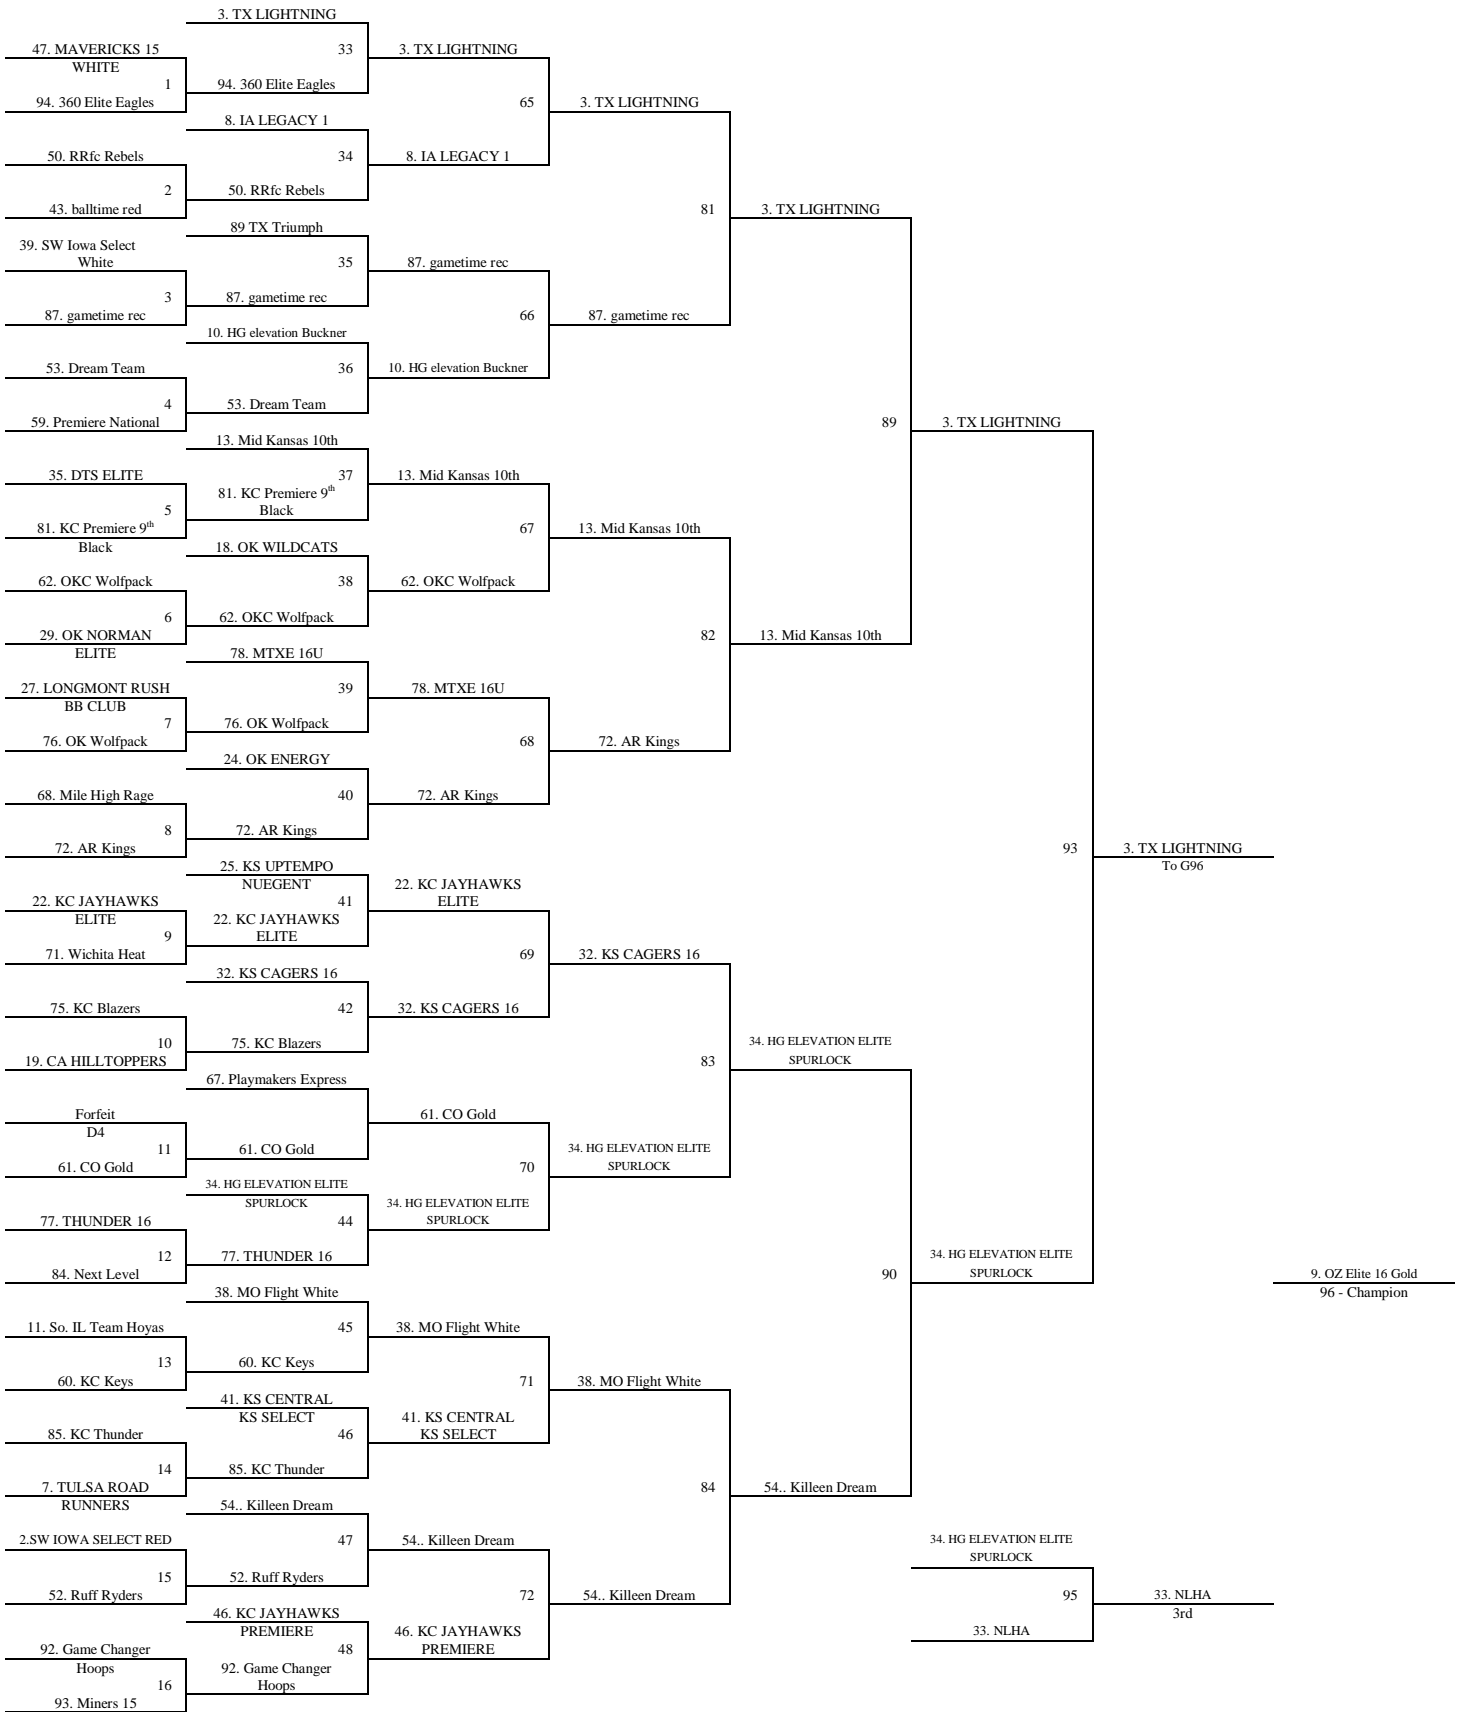 3. TX LIGHTNING
47. MAVERICKS 15
WHITE
33
3. TX LIGHTNING
1
94. 360 Elite Eagles
94. 360 Elite Eagles
65
3. TX LIGHTNING
8. IA LEGACY 1
50. RRfc Rebels
34
8. IA LEGACY 1
2
50. RRfc Rebels
43. balltime red
81
3. TX LIGHTNING
89 TX Triumph
39. SW Iowa Select
White
35
87. gametime rec
3
87. gametime rec
87. gametime rec
66
87. gametime rec
10. HG elevation Buckner
53. Dream Team
36
10. HG elevation Buckner
4
53. Dream Team
59. Premiere National
89
3. TX LIGHTNING
13. Mid Kansas 10th
35. DTS ELITE
37
13. Mid Kansas 10th
81. KC Premiere 9th
Black
5
81. KC Premiere 9th
Black
67
13. Mid Kansas 10th
18. OK WILDCATS
62. OKC Wolfpack
38
62. OKC Wolfpack
6
62. OKC Wolfpack
29. OK NORMAN
ELITE
82
13. Mid Kansas 10th
78. MTXE 16U
27. LONGMONT RUSH
BB CLUB
39
78. MTXE 16U
7
76. OK Wolfpack
76. OK Wolfpack
68
72. AR Kings
24. OK ENERGY
68. Mile High Rage
40
72. AR Kings
8
72. AR Kings
72. AR Kings
93
3. TX LIGHTNING
To G96
25. KS UPTEMPO
NUEGENT
22. KC JAYHAWKS
ELITE
41
22. KC JAYHAWKS
ELITE
9
22. KC JAYHAWKS
ELITE
71. Wichita Heat
69
32. KS CAGERS 16
32. KS CAGERS 16
75. KC Blazers
42
32. KS CAGERS 16
10
75. KC Blazers
19. CA HILLTOPPERS
83
34. HG ELEVATION ELITE
SPURLOCK
67. Playmakers Express
Forfeit
D4
61. CO Gold
11
61. CO Gold
61. CO Gold
70
34. HG ELEVATION ELITE
SPURLOCK
34. HG ELEVATION ELITE
SPURLOCK
77. THUNDER 16
44
34. HG ELEVATION ELITE
SPURLOCK
12
77. THUNDER 16
84. Next Level
90
34. HG ELEVATION ELITE
SPURLOCK
9. OZ Elite 16 Gold
96 - Champion
38. MO Flight White
11. So. IL Team Hoyas
45
38. MO Flight White
13
60. KC Keys
60. KC Keys
71
38. MO Flight White
41. KS CENTRAL
KS SELECT
85. KC Thunder
46
41. KS CENTRAL
KS SELECT
14
85. KC Thunder
7. TULSA ROAD
RUNNERS
84
54.. Killeen Dream
54.. Killeen Dream
2.SW IOWA SELECT RED
47
54.. Killeen Dream
34. HG ELEVATION ELITE
SPURLOCK
15
52. Ruff Ryders
52. Ruff Ryders
72
54.. Killeen Dream
95
33. NLHA
3rd
46. KC JAYHAWKS
PREMIERE
33. NLHA
92. Game Changer
Hoops
48
46. KC JAYHAWKS
PREMIERE
16
92. Game Changer
Hoops
93. Miners 15